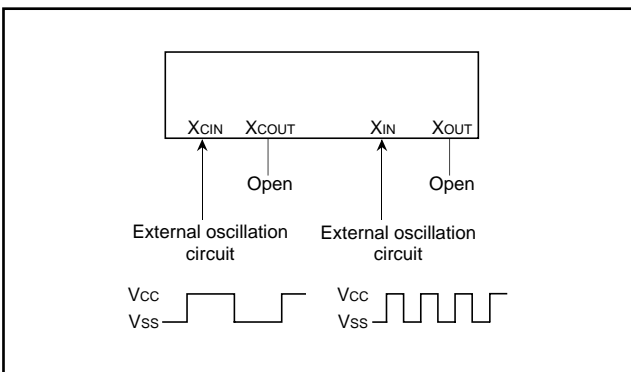 XCIN XCOUT XIN XOUT
Open Open
External oscillation circuit
External oscillation circuit
VCC
VSS
VCC
VSS